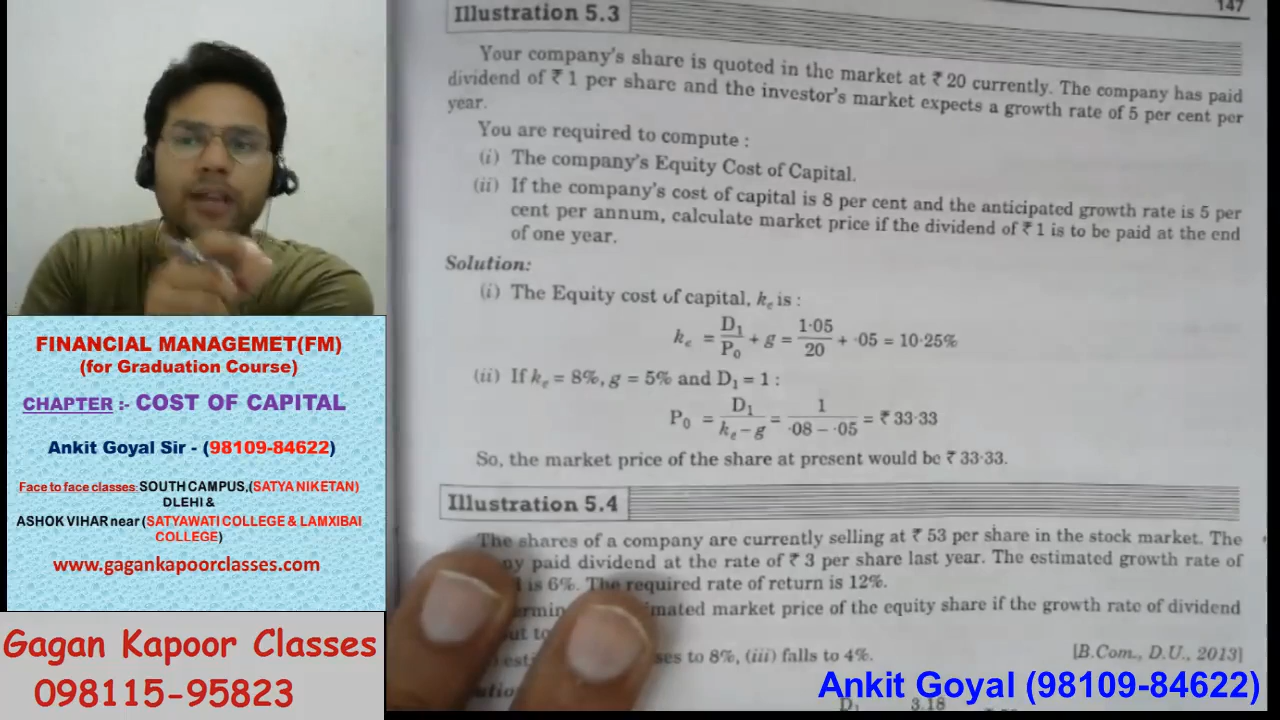 147
Illustration 5.3
Your company's share is quoted in the market at ₹ 20 currently. The company has paid
dividend of ₹ 1 per share and the investor's market expects a growth rate of 5 per cent per
year.
You are required to compute :
(i) The company's Equity Cost of Capital.
(ii) If the company's cost of capital is 8 per cent and the anticipated growth rate is 5 per
cent per annum, calculate market price if the dividend of ₹ 1 is to be paid at the end
of one year.
Solution:
(i) The Equity cost of capital, kₑ is :
kₑ = D₁/P₀ + g = 1·05/20 + ·05 = 10·25%
(ii) If kₑ = 8%, g = 5% and D₁ = 1 :
P₀ = D₁/(kₑ – g) = 1/(·08 – ·05) = ₹ 33·33
So, the market price of the share at present would be ₹ 33·33.
Illustration 5.4
The shares of a company are currently selling at ₹ 53 per share in the stock market. The
paid dividend at the rate of ₹ 3 per share last year. The estimated growth rate of
is 6%. The required rate of return is 12%.
market price of the equity share if the growth rate of dividend
to 8%, (iii) falls to 4%.
[B.Com., D.U., 2013]
D₁ 3.18
FINANCIAL MANAGEMET(FM)
(for Graduation Course)
CHAPTER :- COST OF CAPITAL
Ankit Goyal Sir - (98109-84622)
Face to face classes: SOUTH CAMPUS,(SATYA NIKETAN)
DLEHI &
ASHOK VIHAR near (SATYAWATI COLLEGE & LAMXIBAI
COLLEGE)
www.gagankapoorclasses.com
Gagan Kapoor Classes
098115-95823
Ankit Goyal (98109-84622)